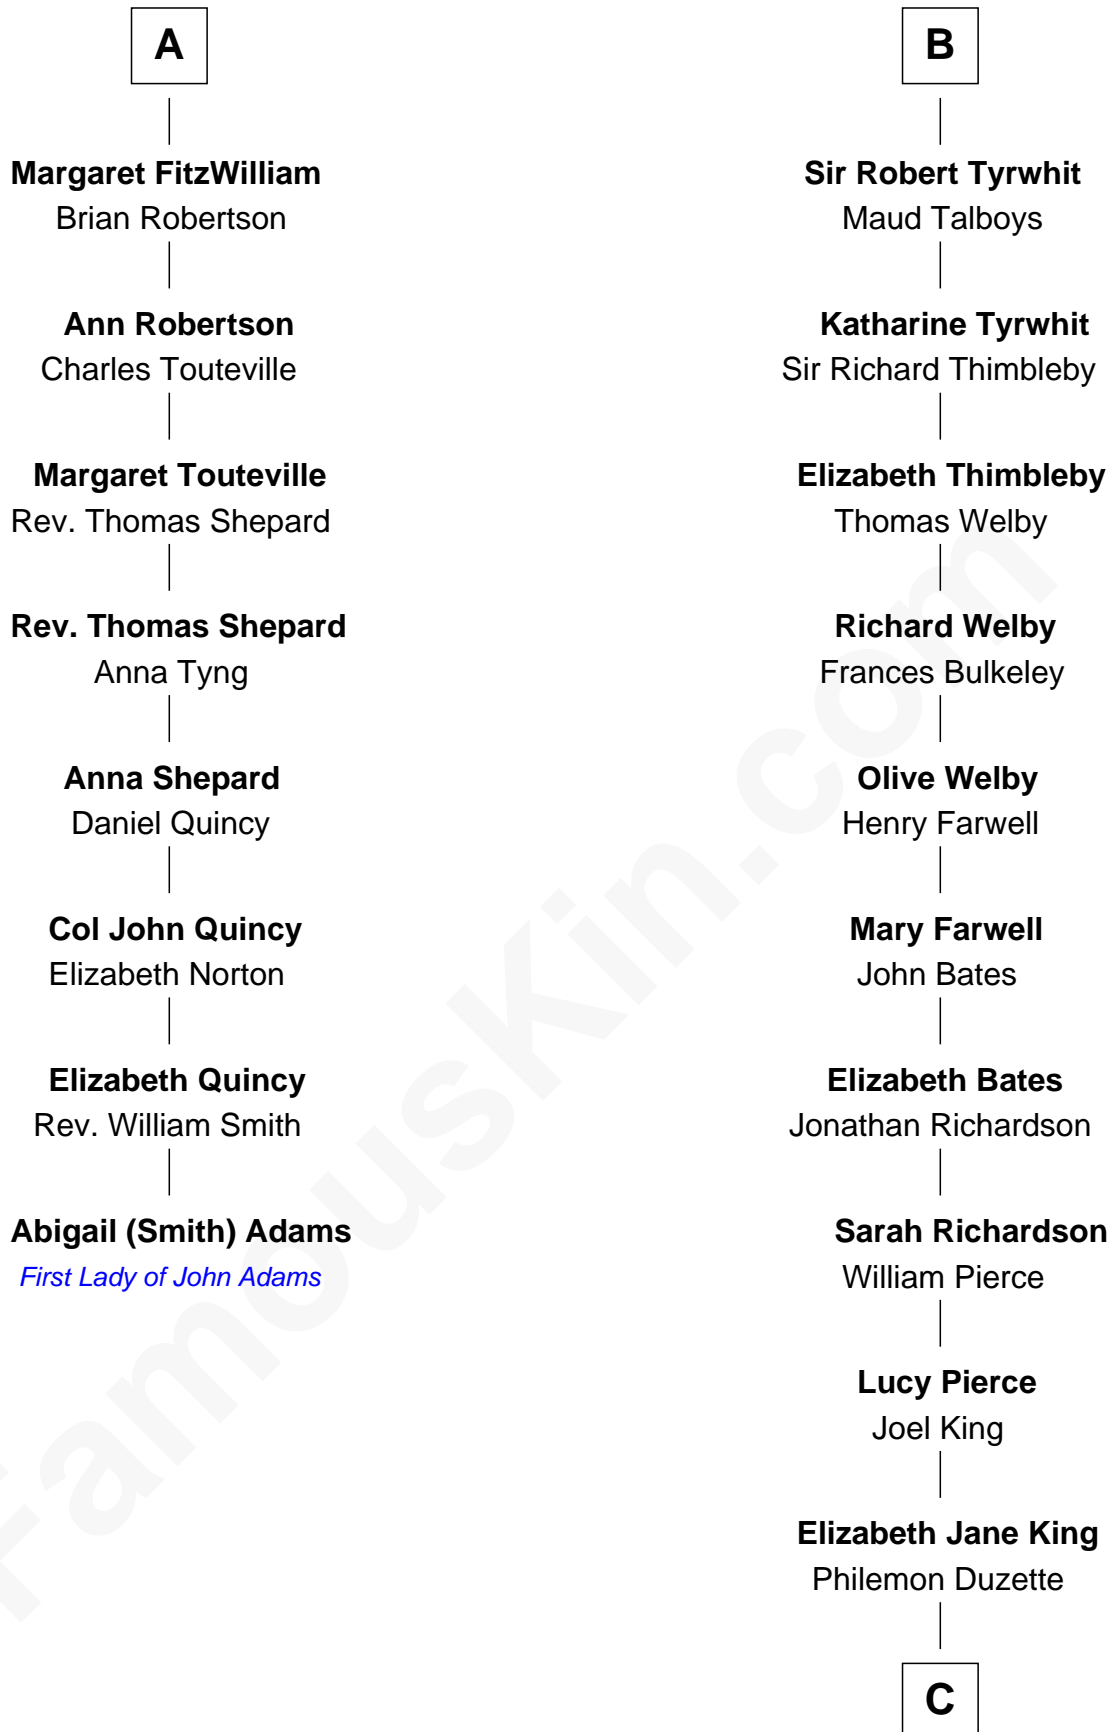 A
Margaret FitzWilliam
Brian Robertson
Ann Robertson
Charles Touteville
Margaret Touteville
Rev. Thomas Shepard
Rev. Thomas Shepard
Anna Tyng
Anna Shepard
Daniel Quincy
Col John Quincy
Elizabeth Norton
Elizabeth Quincy
Rev. William Smith
Abigail (Smith) Adams
First Lady of John Adams
B
Sir Robert Tyrwhit
Maud Talboys
Katharine Tyrwhit
Sir Richard Thimbleby
Elizabeth Thimbleby
Thomas Welby
Richard Welby
Frances Bulkeley
Olive Welby
Henry Farwell
Mary Farwell
John Bates
Elizabeth Bates
Jonathan Richardson
Sarah Richardson
William Pierce
Lucy Pierce
Joel King
Elizabeth Jane King
Philemon Duzette
C
FamousKin.com